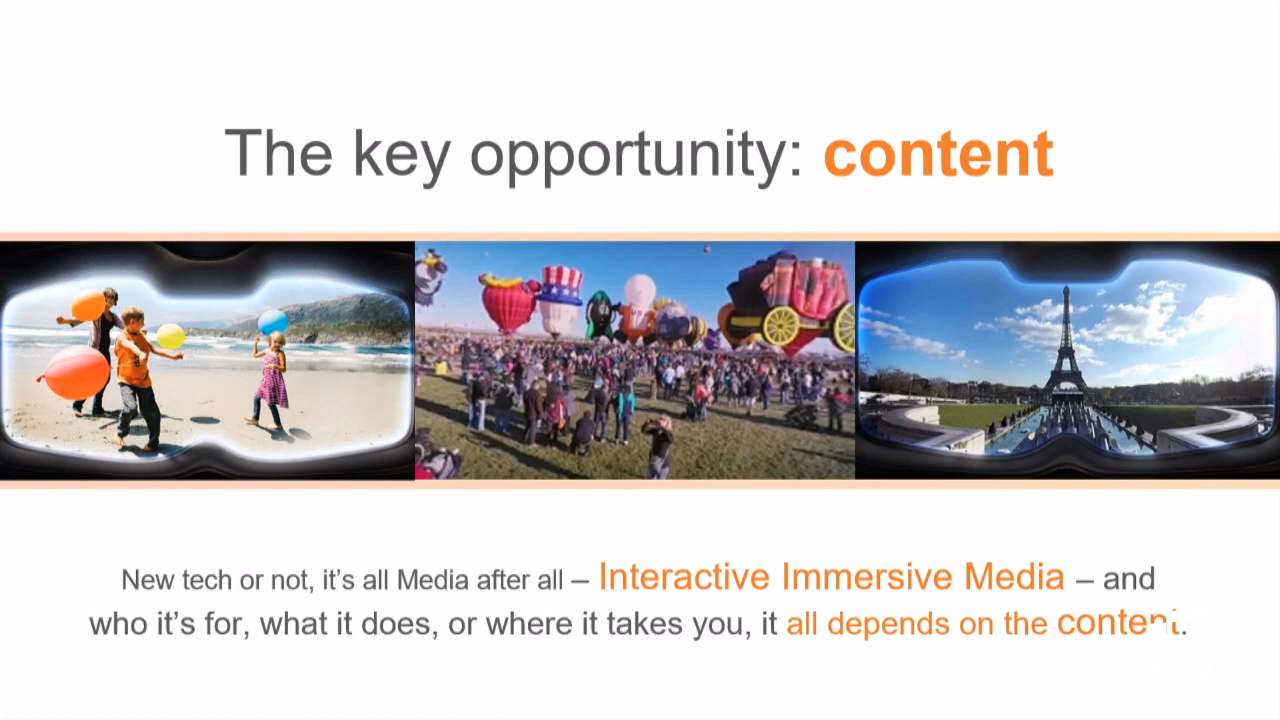 The key opportunity: content
New tech or not, it's all Media after all – Interactive Immersive Media – and
who it's for, what it does, or where it takes you, it all depends on the content.